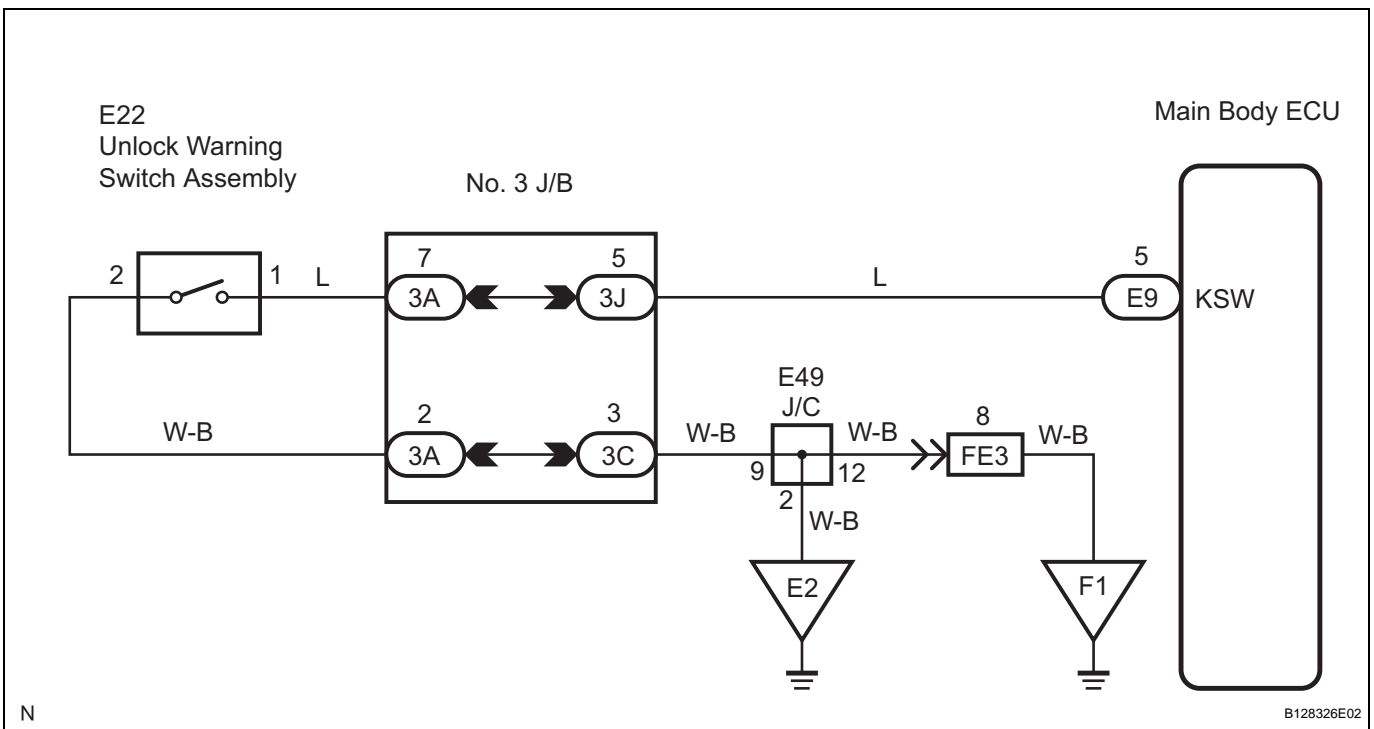 E22
Unlock Warning
Switch Assembly
No. 3 J/B
Main Body ECU
2
1
L
7
3A
5
3J
L
5
E9
KSW
W-B
2
3A
3
3C
W-B
E49
J/C
9
12
2
W-B
8
FE3
W-B
W-B
E2
F1
N
B128326E02